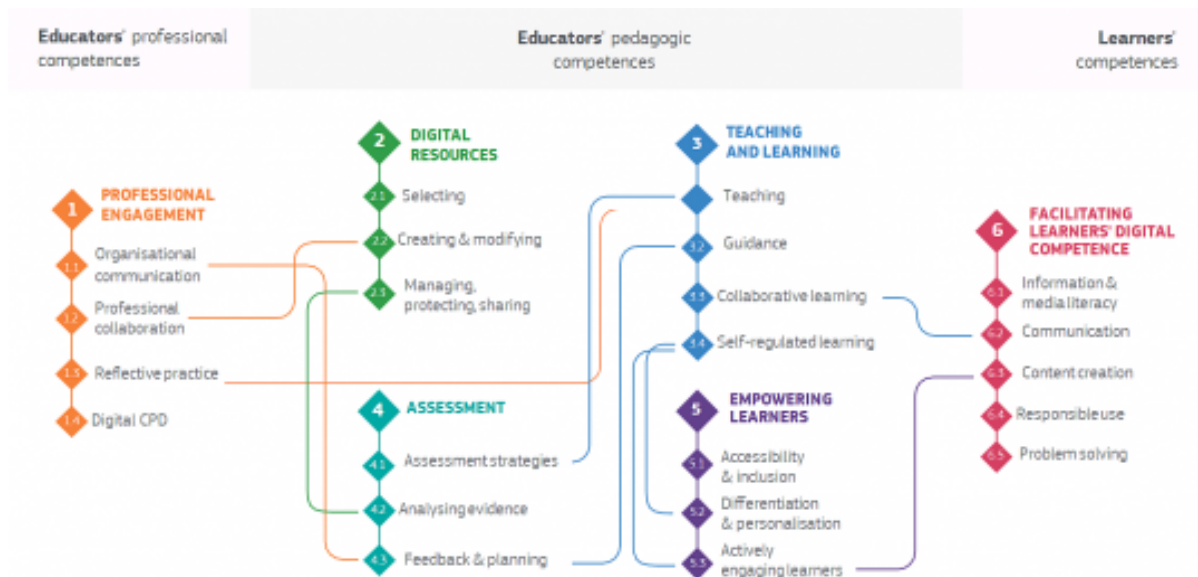 Educators' professional
competences
Educators' pedagogic
competences
Learners'
competences
1
PROFESSIONAL
ENGAGEMENT
1.1
Organisational
communication
1.2
Professional
collaboration
1.3
Reflective practice
1.4
Digital CPD
2
DIGITAL
RESOURCES
2.1
Selecting
2.2
Creating & modifying
2.3
Managing,
protecting, sharing
4
ASSESSMENT
4.1
Assessment strategies
4.2
Analysing evidence
4.3
Feedback & planning
3
TEACHING
AND LEARNING
Teaching
3.2
Guidance
3.3
Collaborative learning
3.4
Self-regulated learning
5
EMPOWERING
LEARNERS
5.1
Accessibility
& inclusion
5.2
Differentiation
& personalisation
5.3
Actively
engaging learners
6
FACILITATING
LEARNERS' DIGITAL
COMPETENCE
6.1
Information &
media literacy
6.2
Communication
6.3
Content creation
6.4
Responsible use
6.5
Problem solving